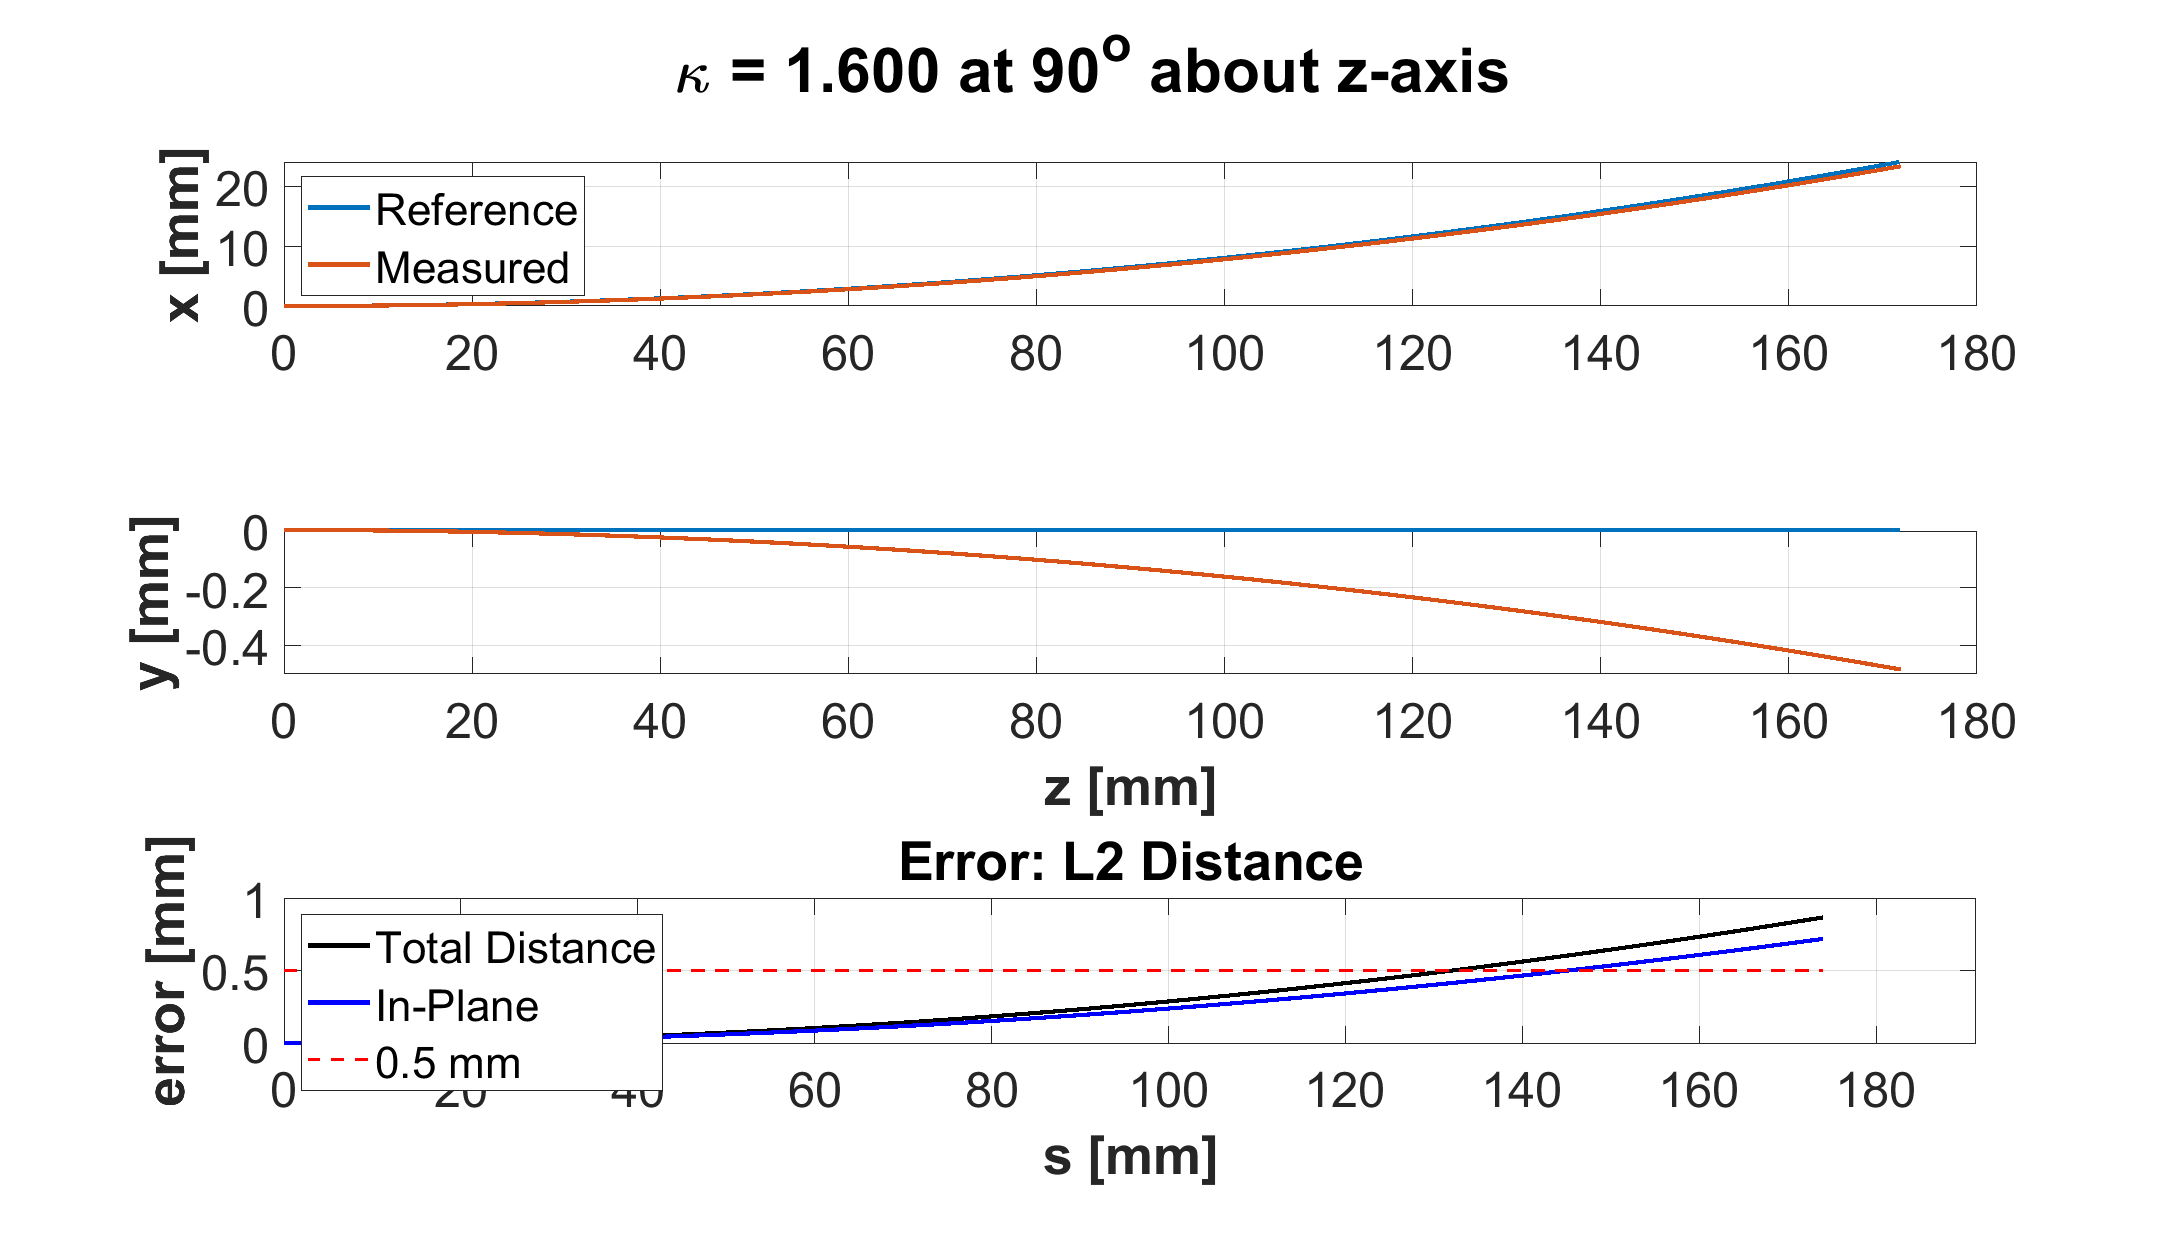 κ = 1.600 at 90° about z-axis
x [mm]
20
10
0
Reference
Measured
0 20 40 60 80 100 120 140 160 180
y [mm]
0
-0.2
-0.4
0 20 40 60 80 100 120 140 160 180
z [mm]
Error: L2 Distance
error [mm]
1
0.5
0
Total Distance
In-Plane
0.5 mm
0 20 40 60 80 100 120 140 160 180
s [mm]